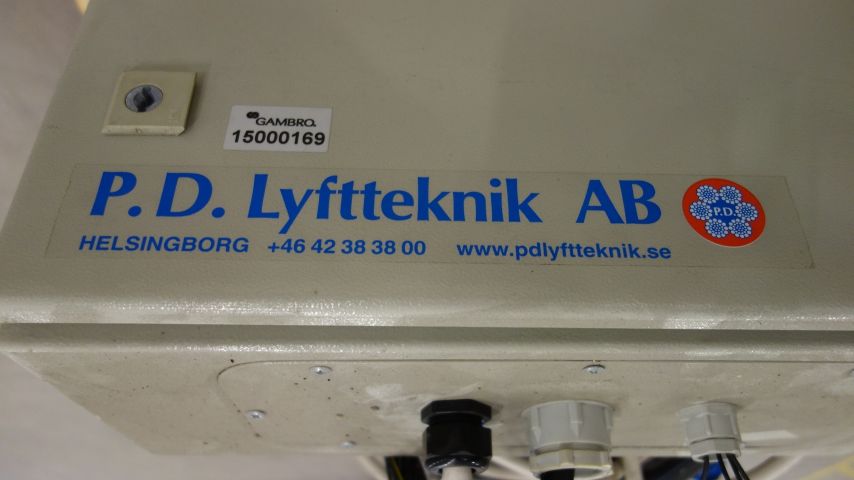 GAMBRO.
15000169
P. D. Lyftteknik AB
P.D.
HELSINGBORG +46 42 38 38 00 www.pdlyftteknik.se